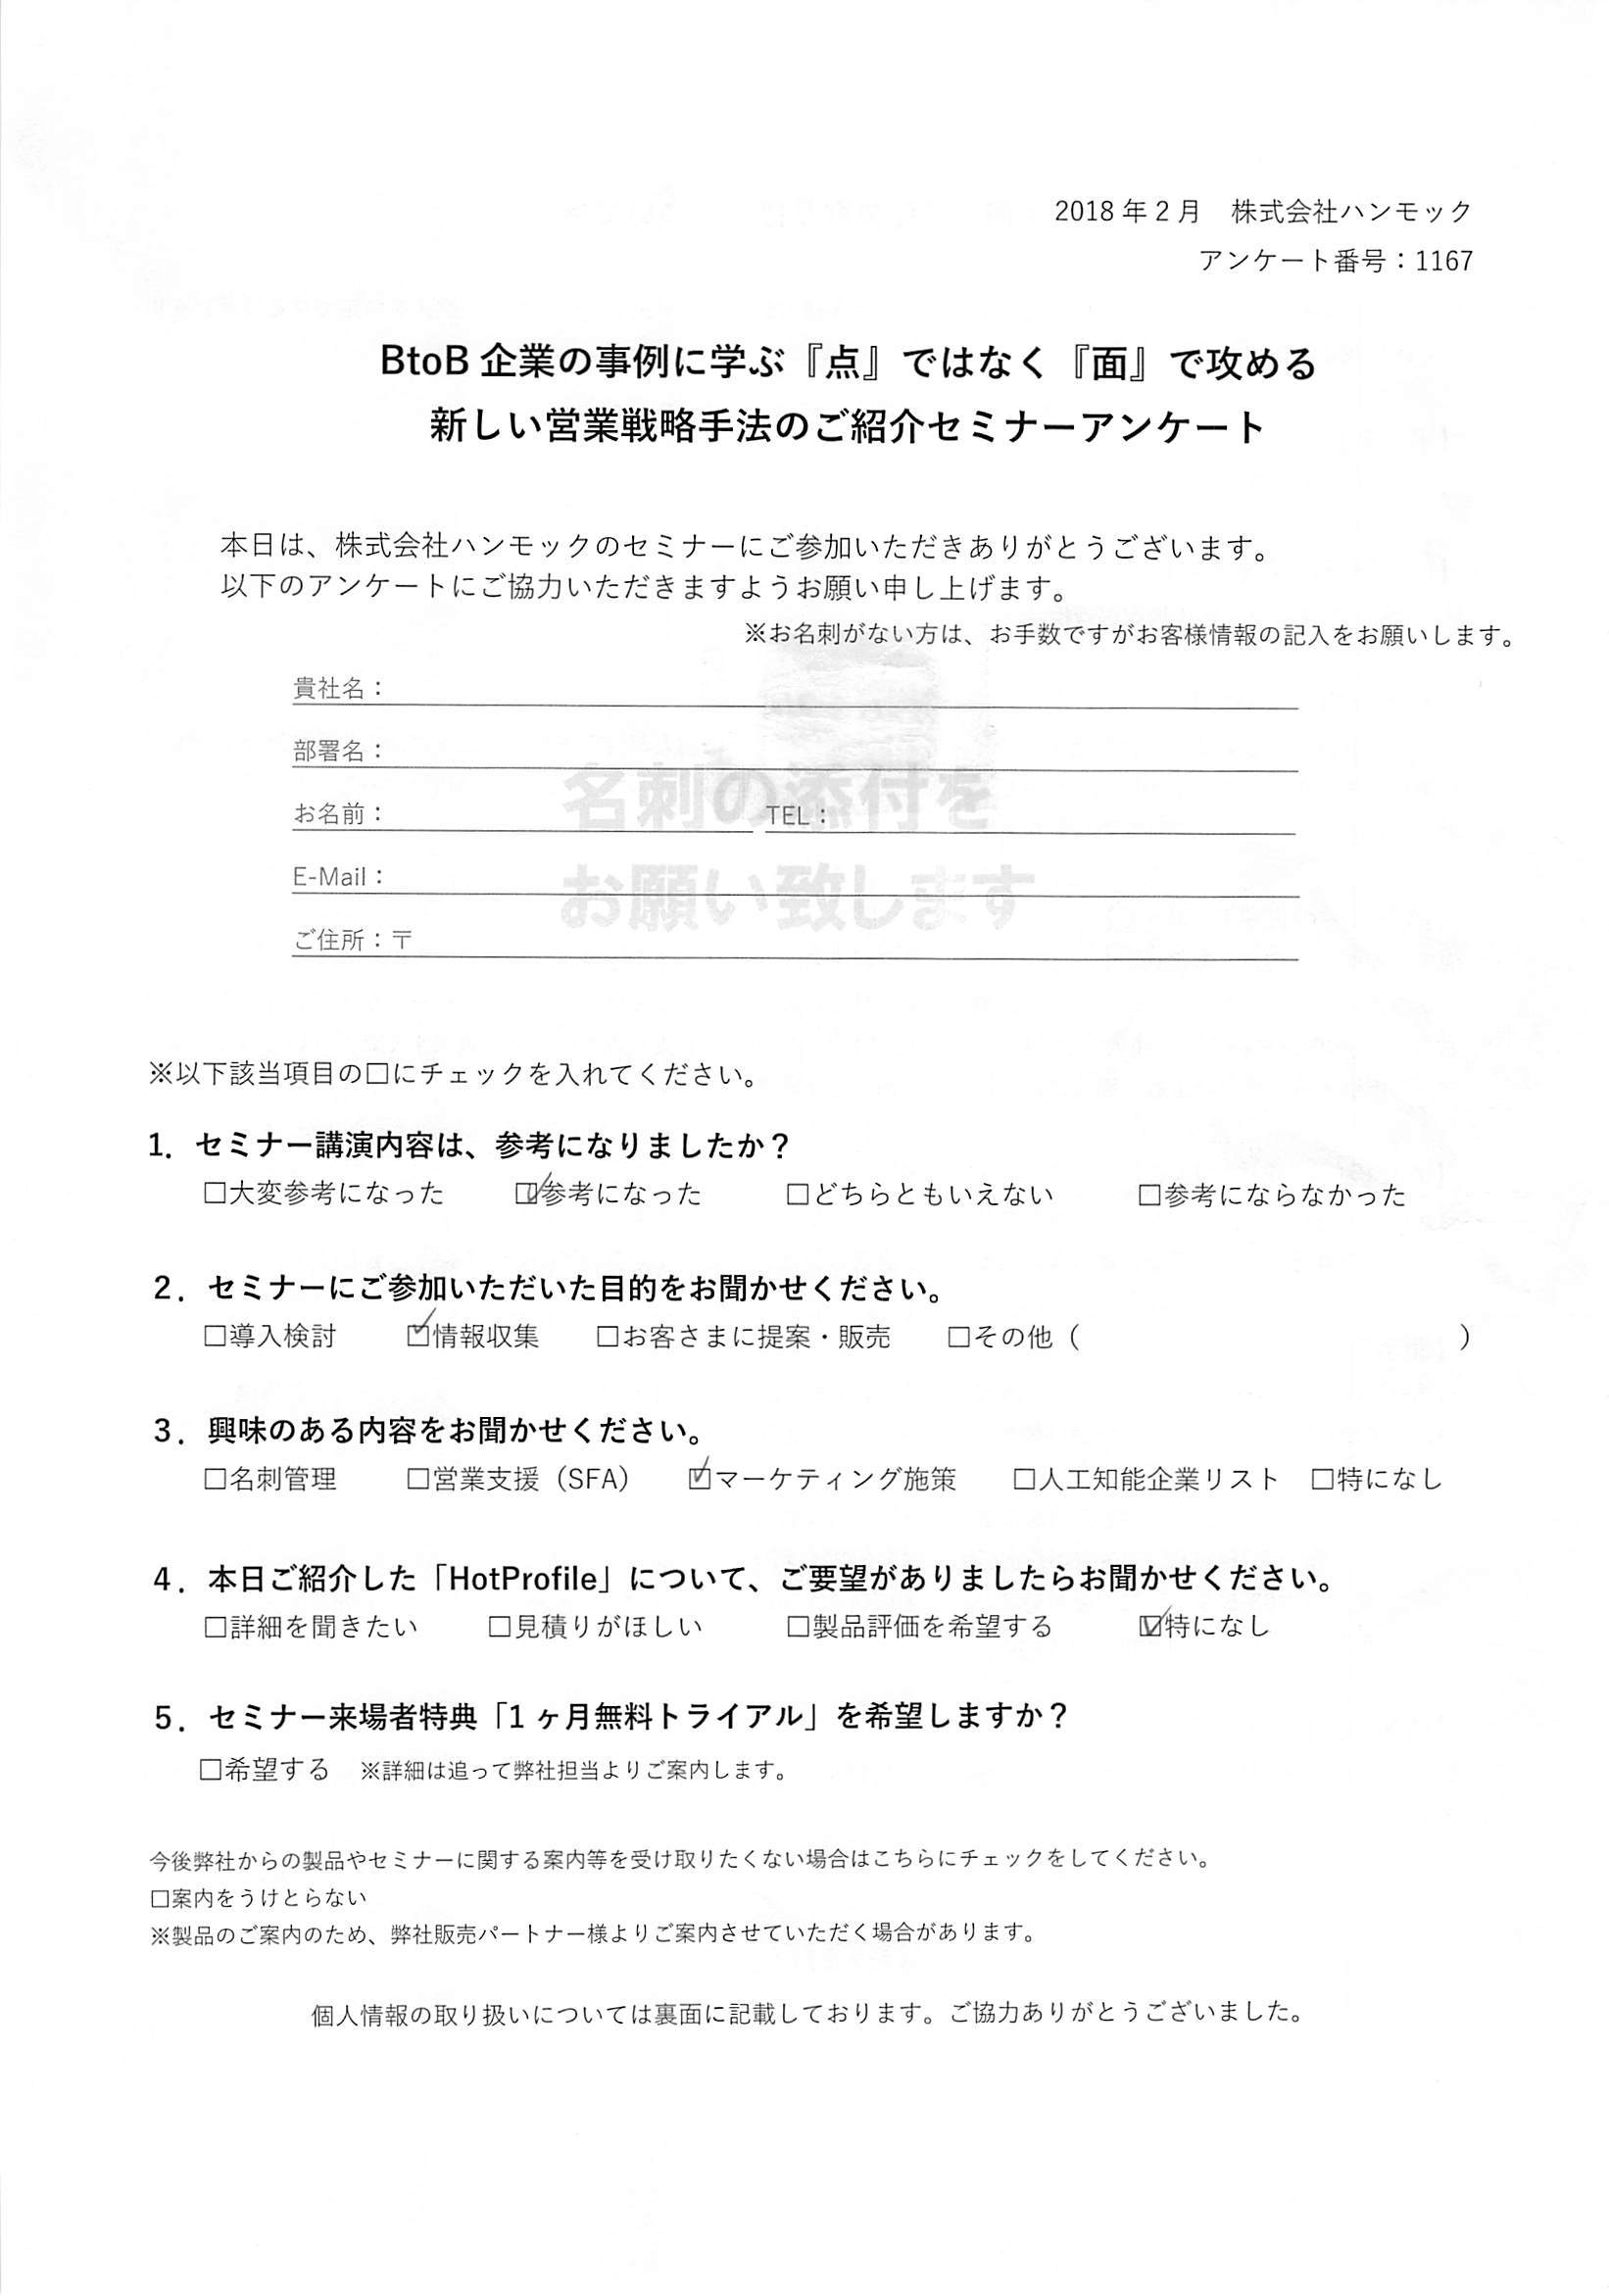 2018年2月　株式会社ハンモック
アンケート番号：1167
BtoB企業の事例に学ぶ『点』ではなく『面』で攻める
新しい営業戦略手法のご紹介セミナーアンケート
本日は、株式会社ハンモックのセミナーにご参加いただきありがとうございます。
以下のアンケートにご協力いただきますようお願い申し上げます。
※お名刺がない方は、お手数ですがお客様情報の記入をお願いします。
貴社名：
部署名：
名刺の添付を
お名前：　TEL：
お願い致します
E-Mail：
ご住所：〒
※以下該当項目の□にチェックを入れてください。
1．セミナー講演内容は、参考になりましたか？
□大変参考になった　☑参考になった　□どちらともいえない　□参考にならなかった
2．セミナーにご参加いただいた目的をお聞かせください。
□導入検討　☑情報収集　□お客さまに提案・販売　□その他（　　　）
3．興味のある内容をお聞かせください。
□名刺管理　□営業支援（SFA）　☑マーケティング施策　□人工知能企業リスト　□特になし
4．本日ご紹介した「HotProfile」について、ご要望がありましたらお聞かせください。
□詳細を聞きたい　□見積りがほしい　□製品評価を希望する　☑特になし
5．セミナー来場者特典「1ヶ月無料トライアル」を希望しますか？
□希望する　※詳細は追って弊社担当よりご案内します。
今後弊社からの製品やセミナーに関する案内等を受け取りたくない場合はこちらにチェックをしてください。
□案内をうけとらない
※製品のご案内のため、弊社販売パートナー様よりご案内させていただく場合があります。
個人情報の取り扱いについては裏面に記載しております。ご協力ありがとうございました。